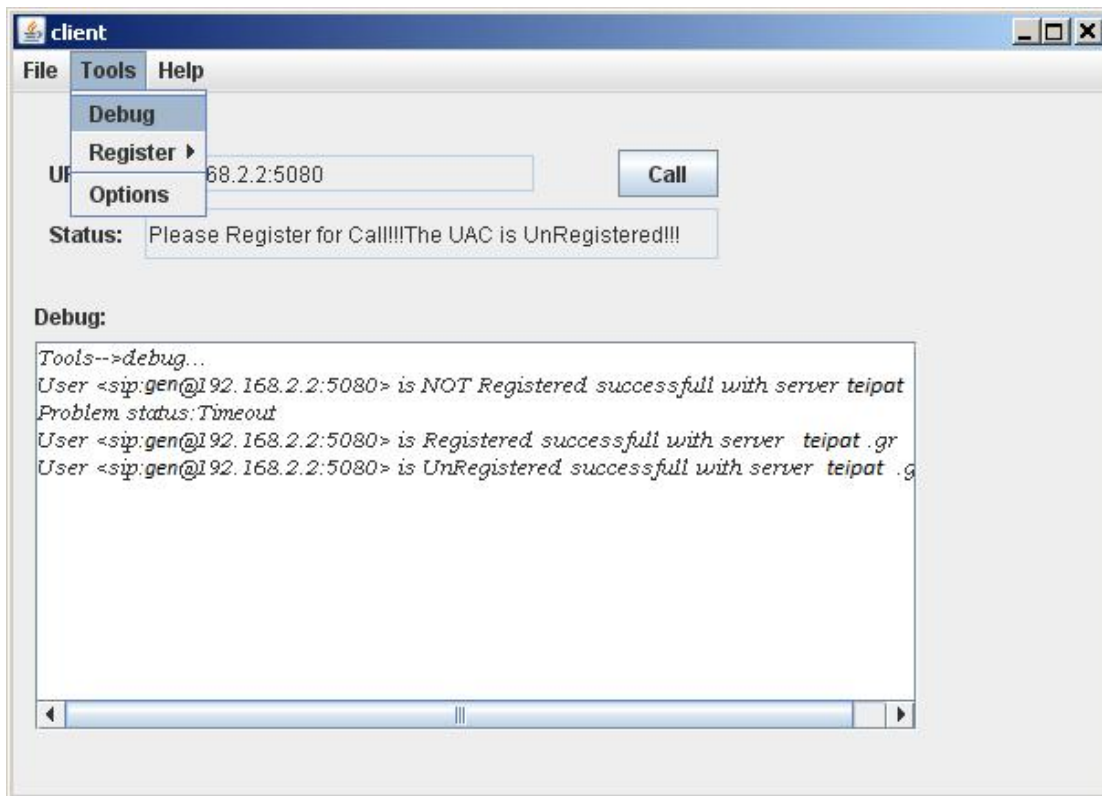 client
File Tools Help
Debug
Register
Options
68.2.2:5080
Call
Status: Please Register for Call!!!!The UAC is UnRegistered!!!
Debug:
Tools-->debug...
User <sip:gen@192.168.2.2:5080> is NOT Registered successfull with server teipat
Problem status:Timeout
User <sip:gen@192.168.2.2:5080> is Registered successfull with server teipat .gr
User <sip:gen@192.168.2.2:5080> is UnRegistered successfull with server teipat .g